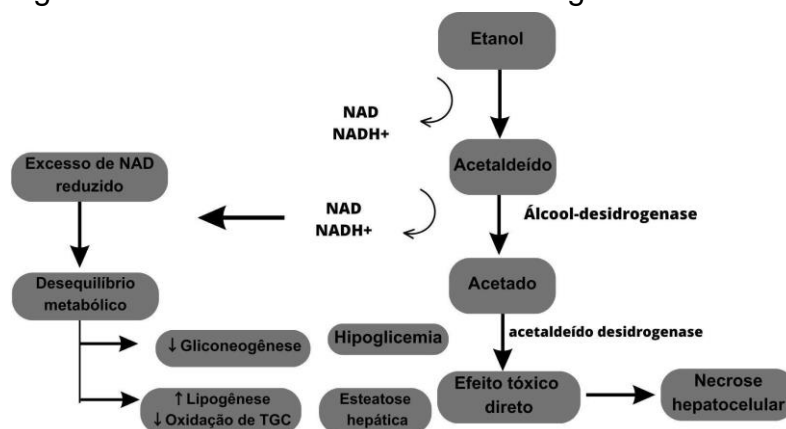 Etanol
NAD
NADH+
Acetaldeído
Excesso de NAD
reduzido
NAD
NADH+
Álcool-desidrogenase
Desequilíbrio
metabólico
Acetado
↓Gliconeogênese
Hipoglicemia
acetaldeído desidrogenase
↑Lipogênese
↓Oxidação de TGC
Esteatose
hepática
Efeito tóxico
direto
Necrose
hepatocelular